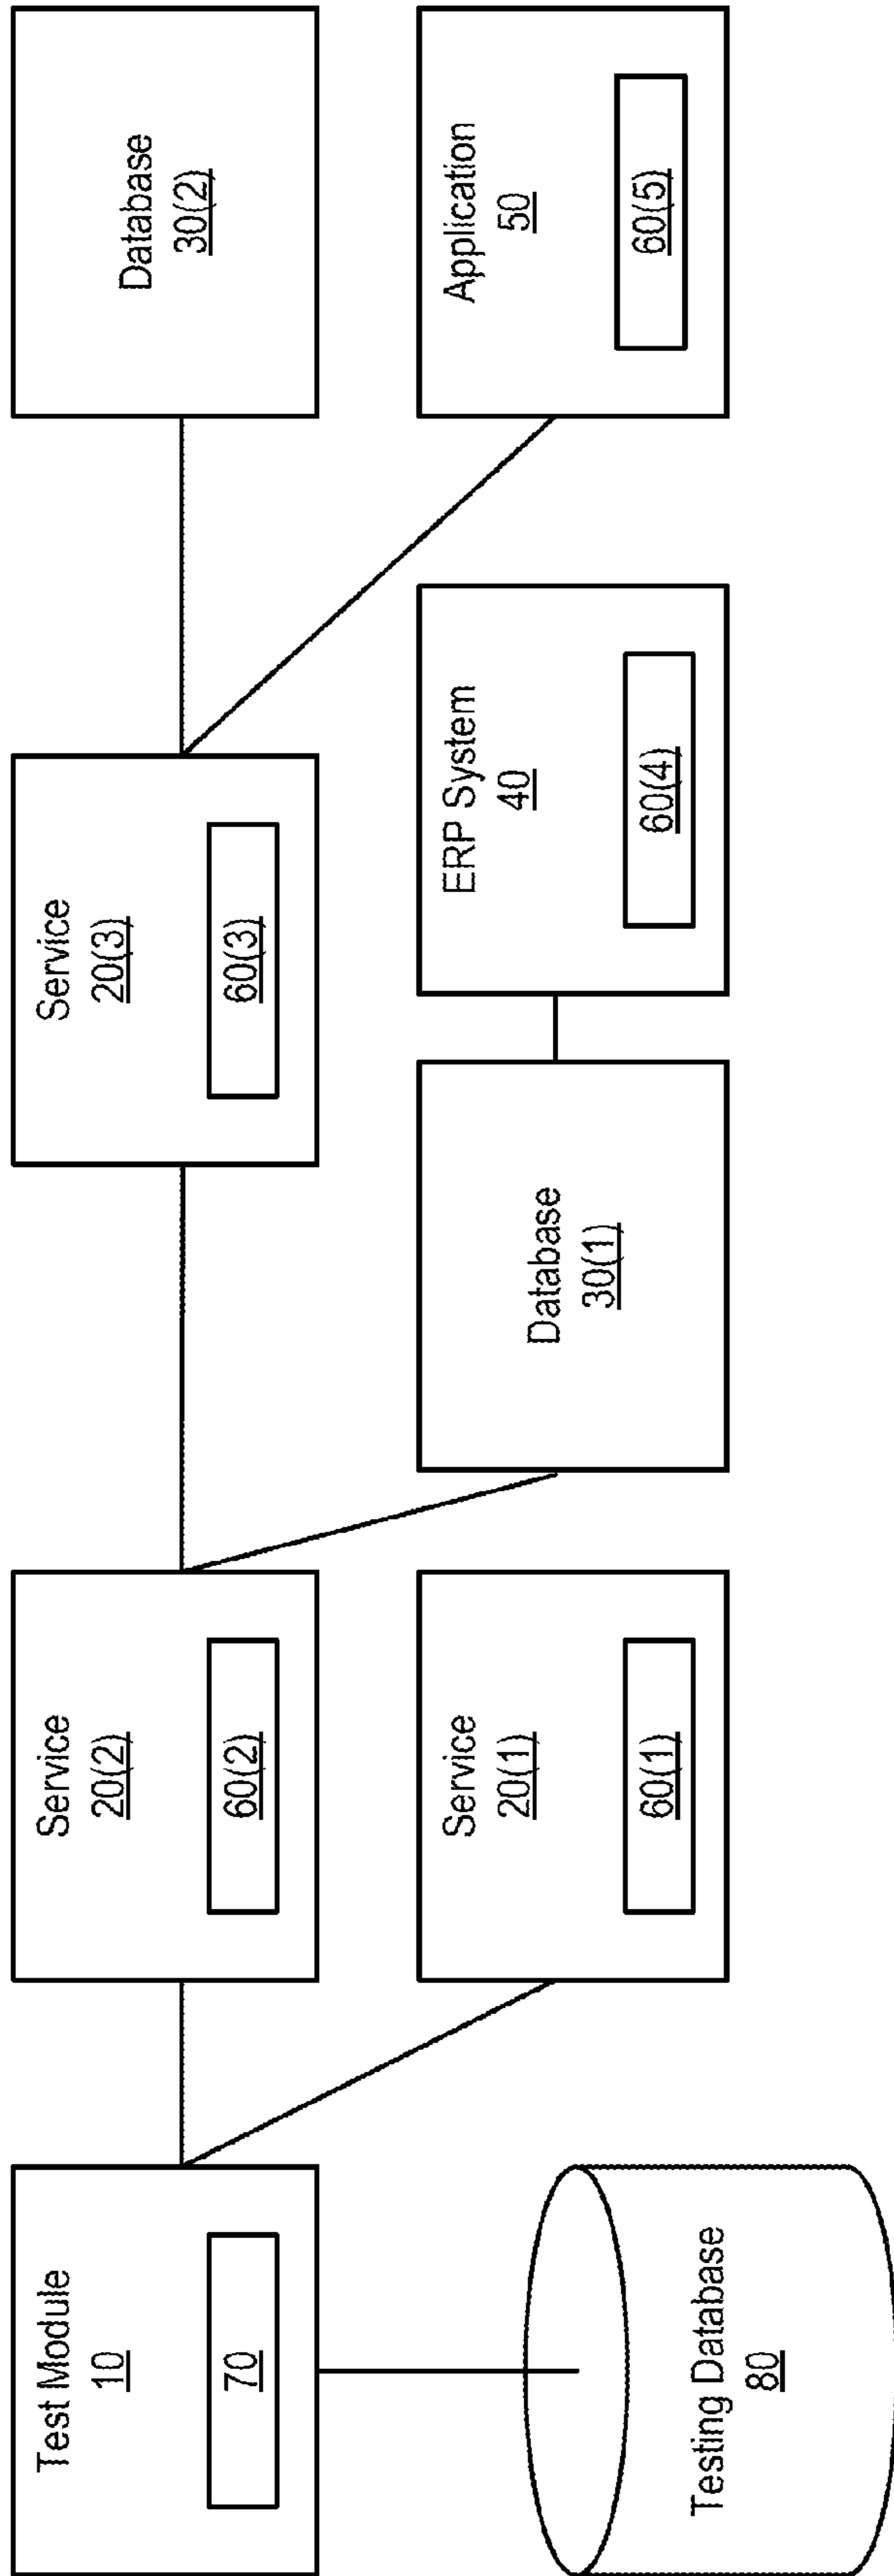 Test Module
10
70
Service
20(2)
60(2)
Service
20(3)
60(3)
Database
30(2)
Testing Database
80
Service
20(1)
60(1)
Database
30(1)
ERP System
40
60(4)
Application
50
60(5)